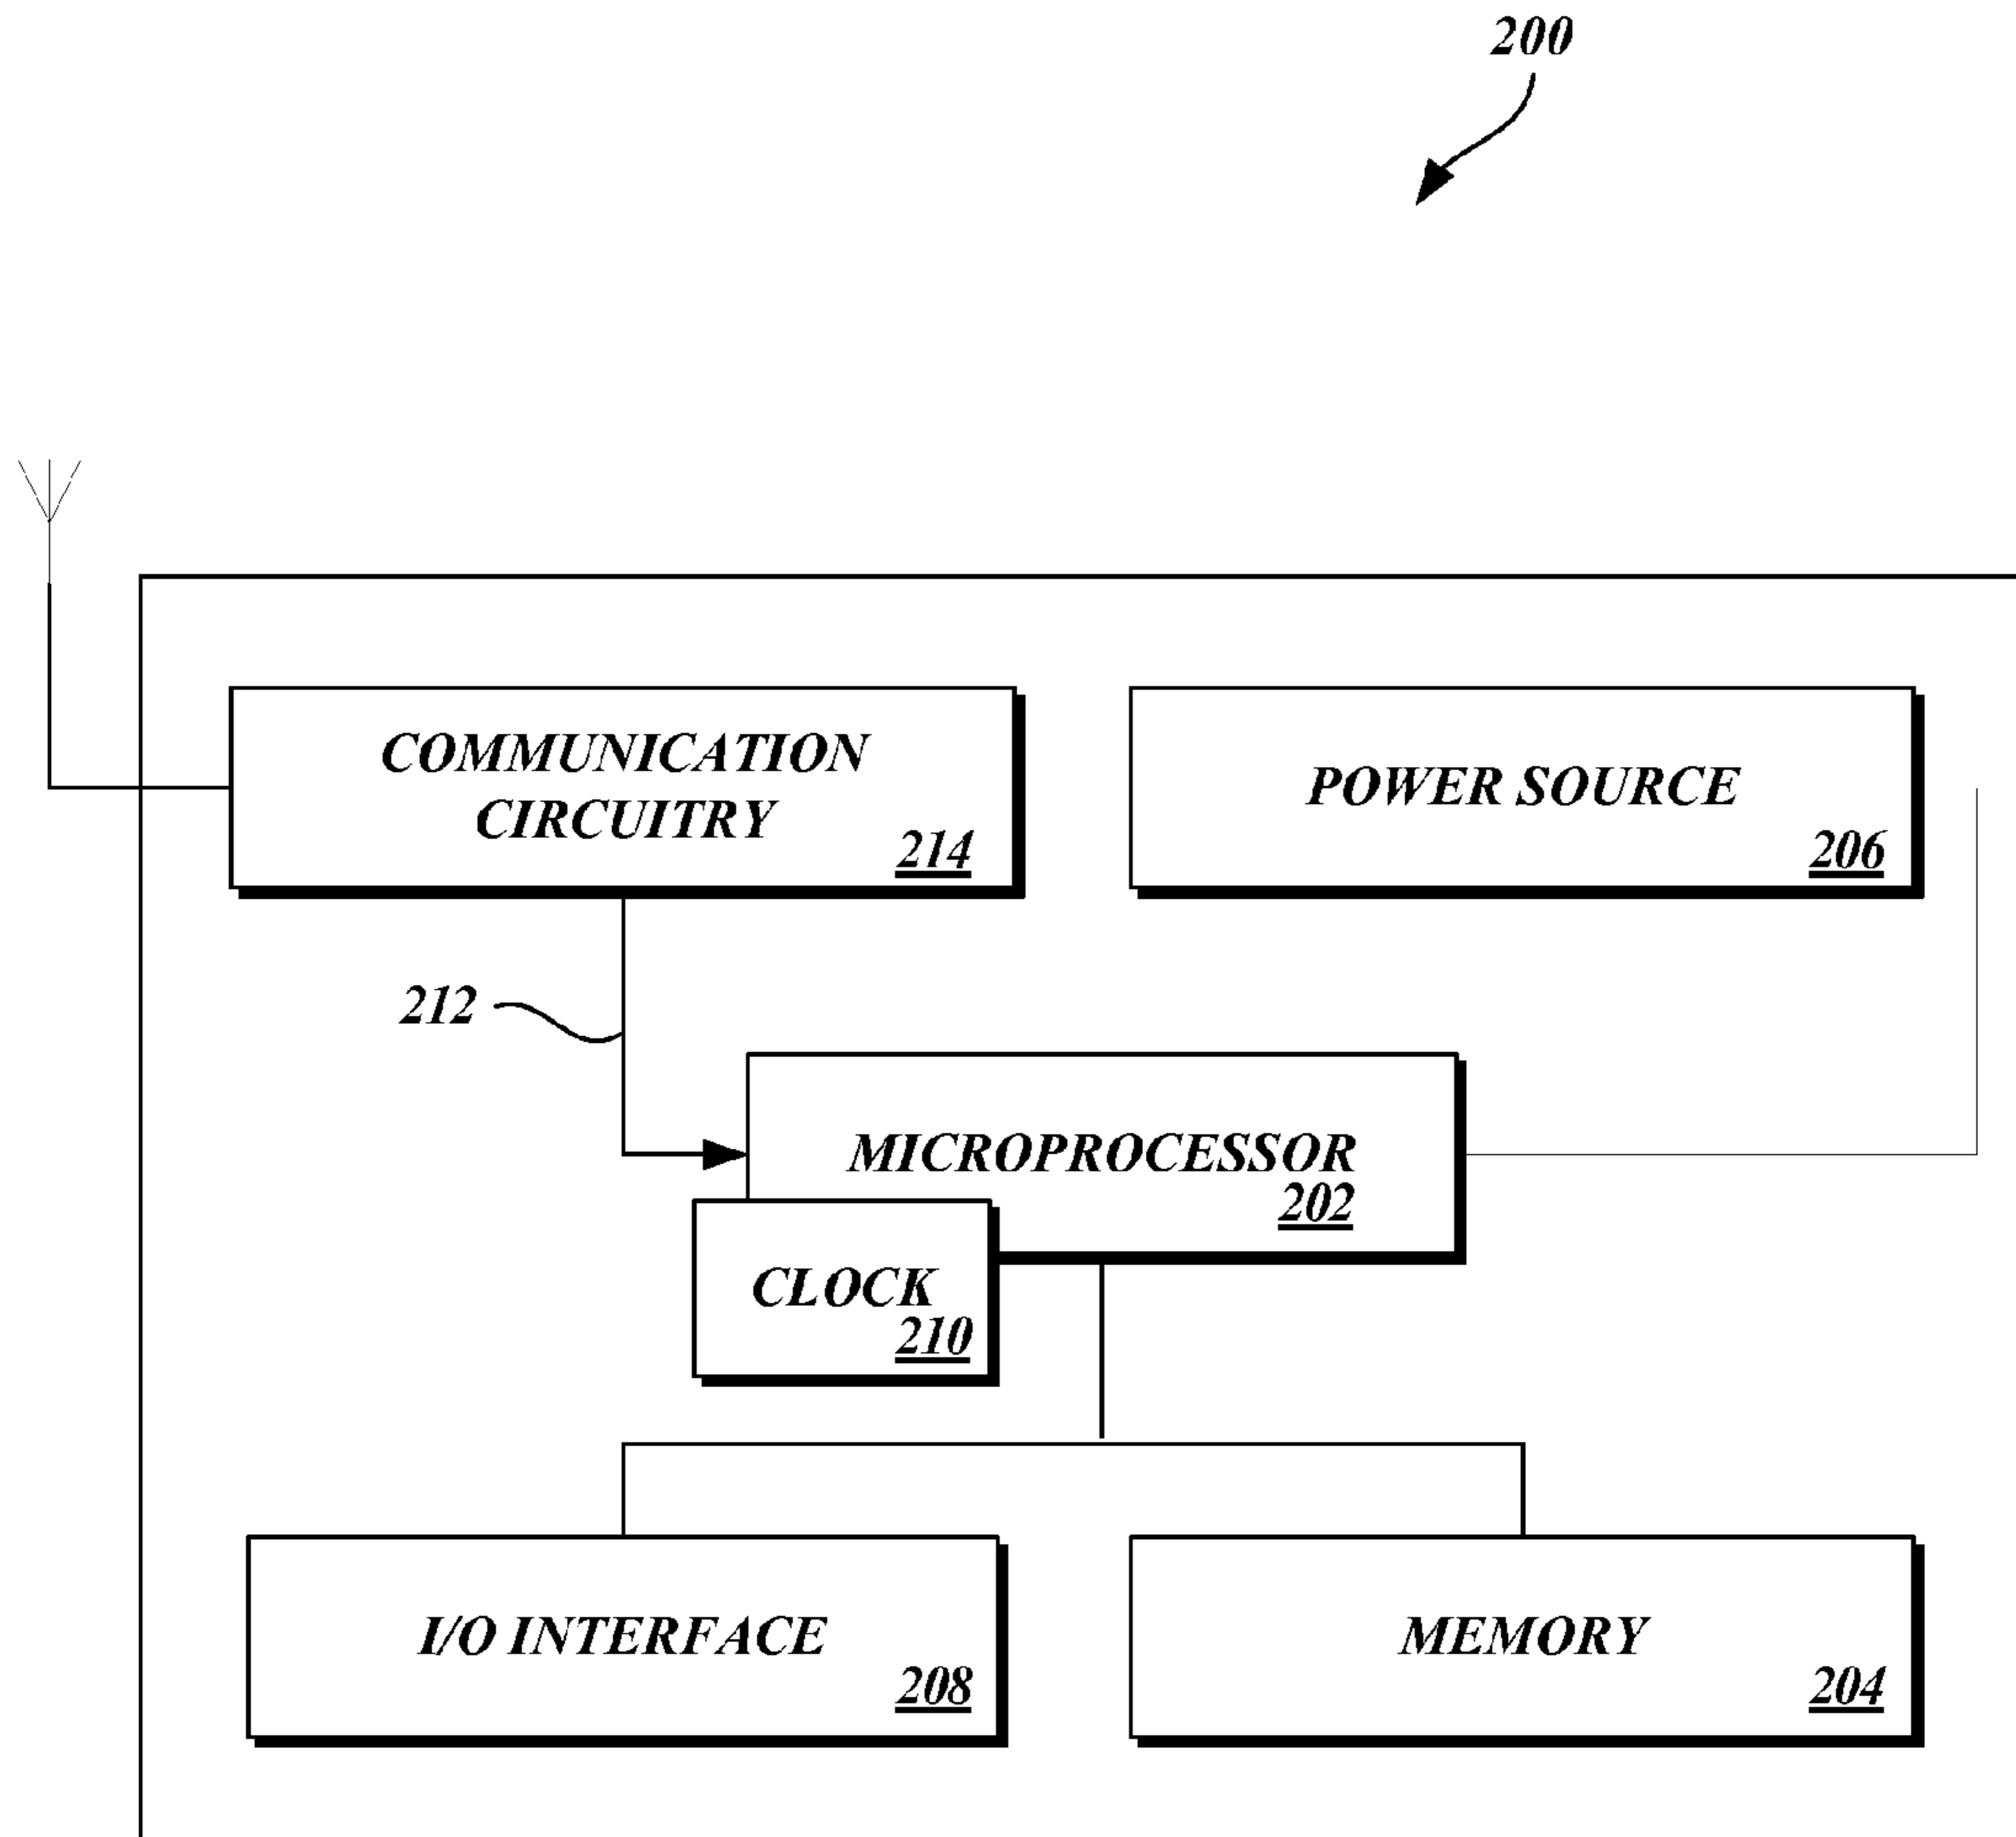 200
COMMUNICATION
CIRCUITRY
214
POWER SOURCE
206
212
MICROPROCESSOR
202
CLOCK
210
I/O INTERFACE
208
MEMORY
204